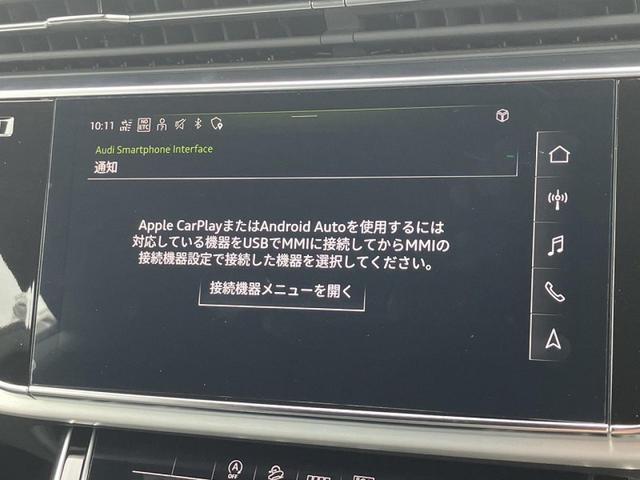 10:11 NO ETC
Audi Smartphone Interface
通知
Apple CarPlayまたはAndroid Autoを使用するには
対応している機器をUSBでMMIに接続してからMMIの
接続機器設定で接続した機器を選択してください。
接続機器メニューを開く
A OFF